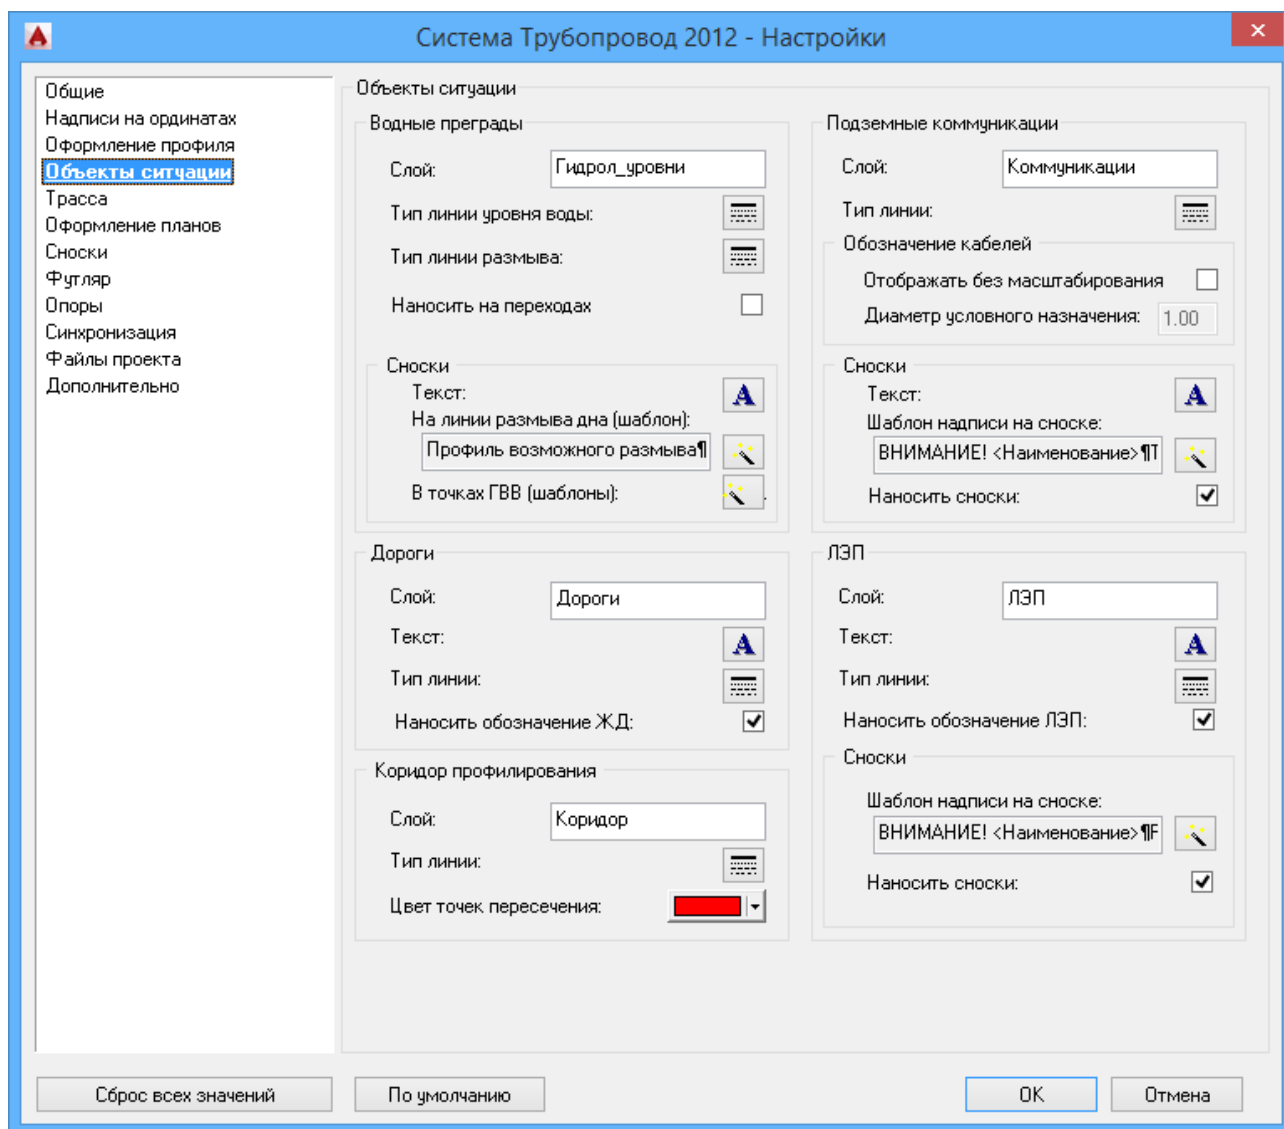 Система Трубопровод 2012 - Настройки
Общие
Надписи на ординатах
Оформление профиля
Объекты ситуации
Трасса
Оформление планов
Сноски
Футляр
Опоры
Синхронизация
Файлы проекта
Дополнительно
Объекты ситуации
Водные преграды
Слой: Гидрол_уровни
Тип линии уровня воды:
Тип линии размыва:
Наносить на переходах
Сноски
Текст:
На линии размыва дна (шаблон):
Профиль возможного размыва¶
В точках ГВВ (шаблоны):
Подземные коммуникации
Слой: Коммуникации
Тип линии:
Обозначение кабелей
Отображать без масштабирования
Диаметр условного назначения: 1.00
Сноски
Текст:
Шаблон надписи на сноске:
ВНИМАНИЕ! <Наименование>¶Т
Наносить сноски:
Дороги
Слой: Дороги
Текст:
Тип линии:
Наносить обозначение ЖД:
ЛЭП
Слой: ЛЭП
Текст:
Тип линии:
Наносить обозначение ЛЭП:
Сноски
Шаблон надписи на сноске:
ВНИМАНИЕ! <Наименование>¶F
Наносить сноски:
Коридор профилирования
Слой: Коридор
Тип линии:
Цвет точек пересечения:
Сброс всех значений
По умолчанию
OK
Отмена